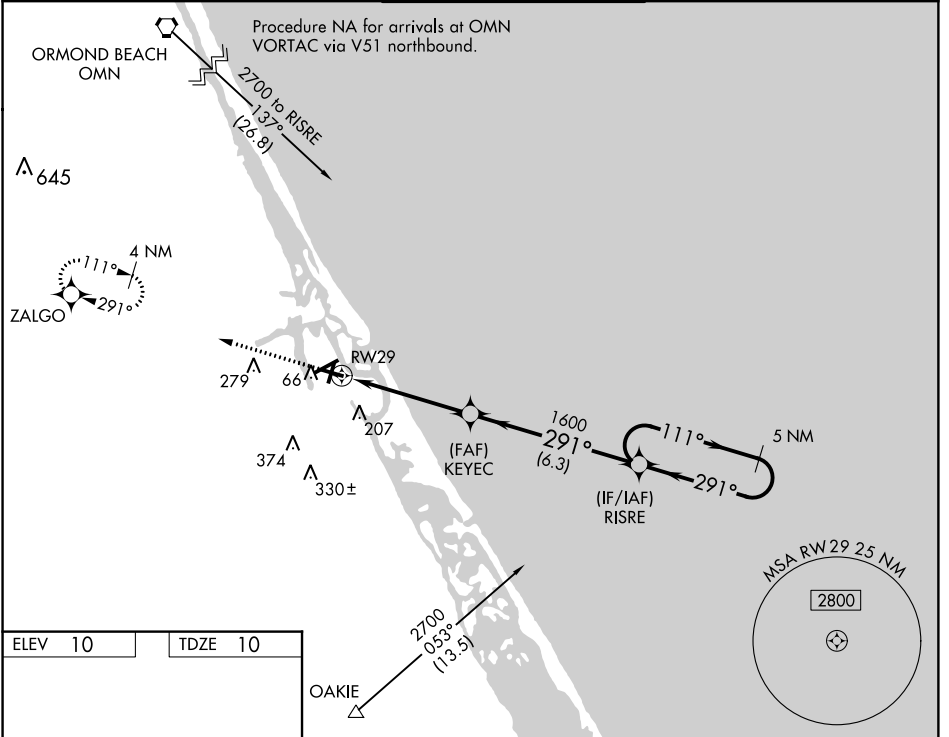 Procedure NA for arrivals at OMN
VORTAC via V51 northbound.
ORMOND BEACH
OMN
2700 to RISRE
137°
(26.8)
645
4 NM
111°
291°
ZALGO
RW29
279
66
207
374
330±
(FAF)
KEYEC
1600
291°
(6.3)
111°
5 NM
291°
(IF/IAF)
RISRE
MSA RW29 25 NM
2800
2700
053°
(13.5)
OAKIE
ELEV 10
TDZE 10